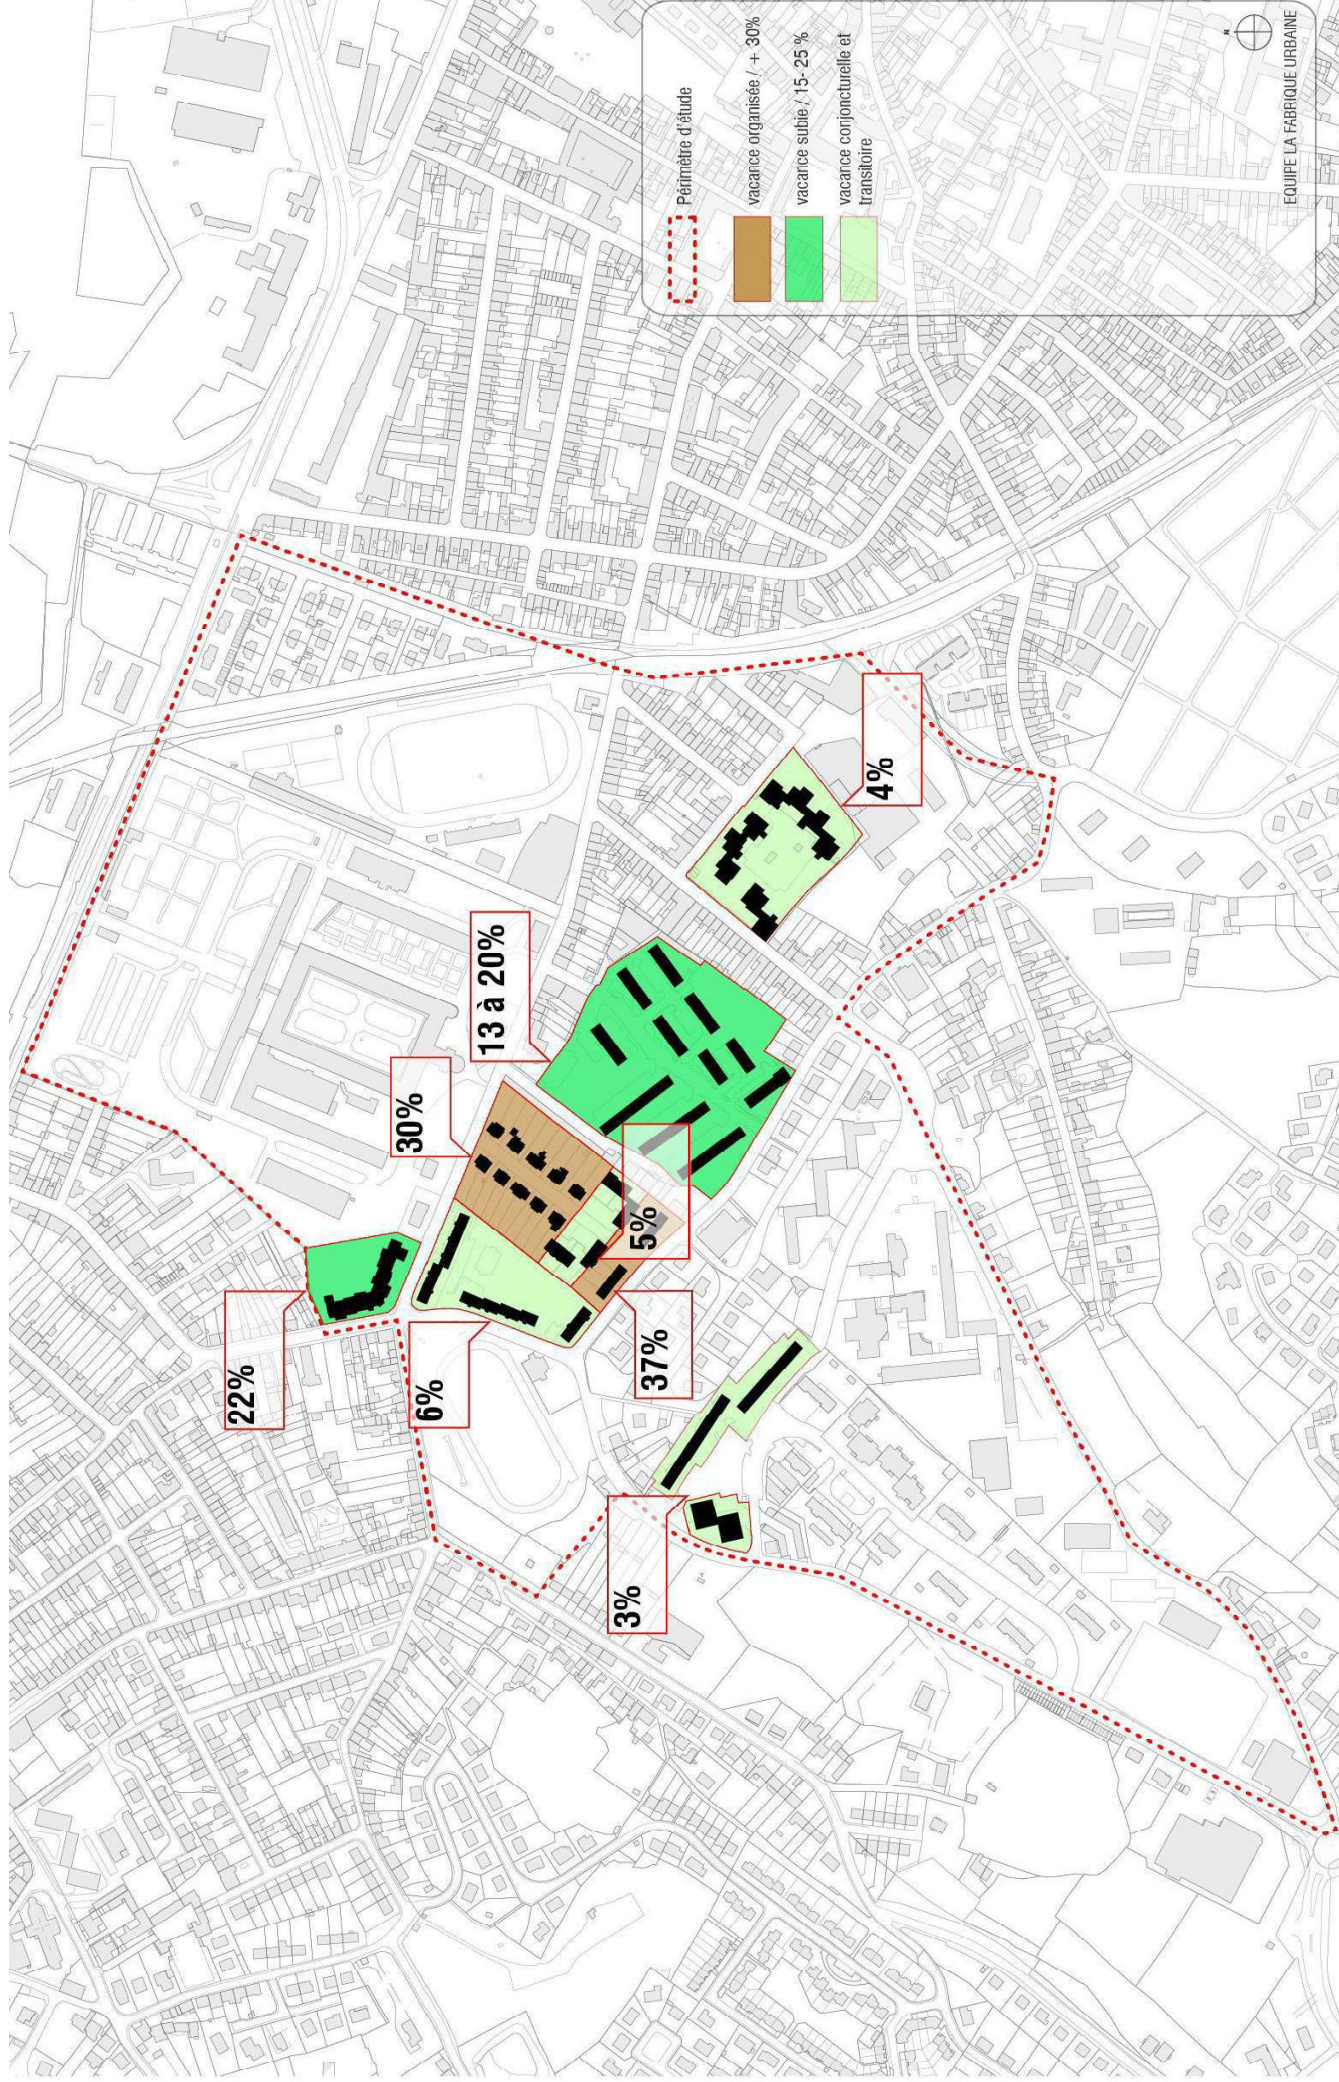 22%
6%
30%
13 à 20%
5%
37%
3%
4%
Périmètre d'étude
vacance organisée / + 30%
vacance subie / 15- 25 %
vacance conjoncturelle et
transitoire
N
EQUIPE LA FABRIQUE URBAINE